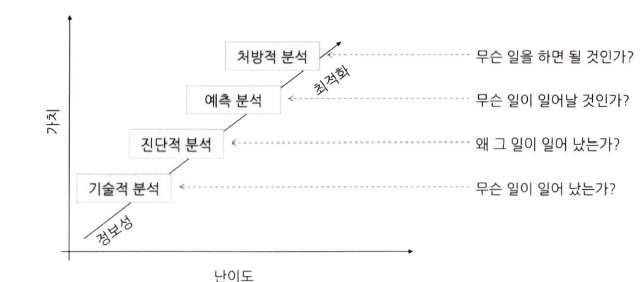 처방적 분석
무슨 일을 하면 될 것인가?
최적화
예측 분석
무슨 일이 일어날 것인가?
가치
진단적 분석
왜 그 일이 일어 났는가?
기술적 분석
무슨 일이 일어 났는가?
정보성
난이도